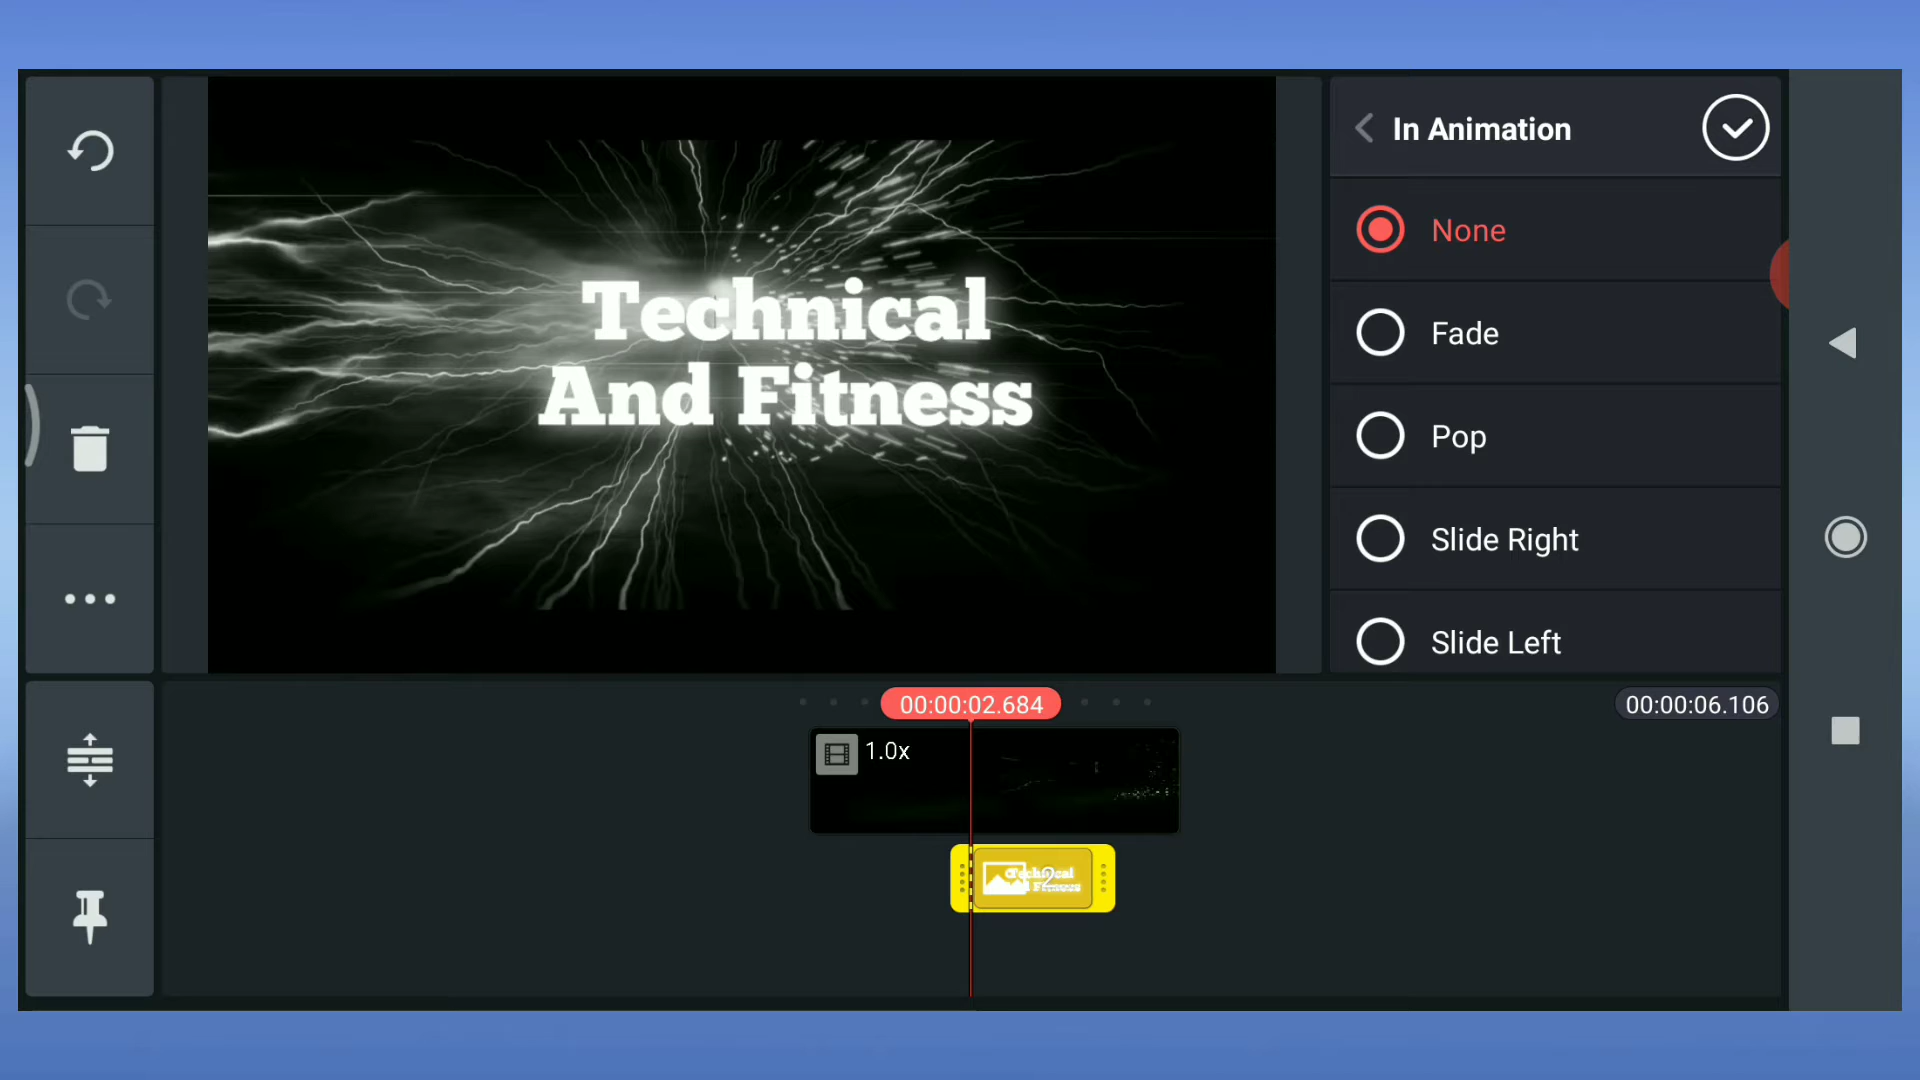 In Animation
None
Fade
Pop
Slide Right
Slide Left
Technical
And Fitness
00:00:02.684
00:00:06.106
1.0x
Technical